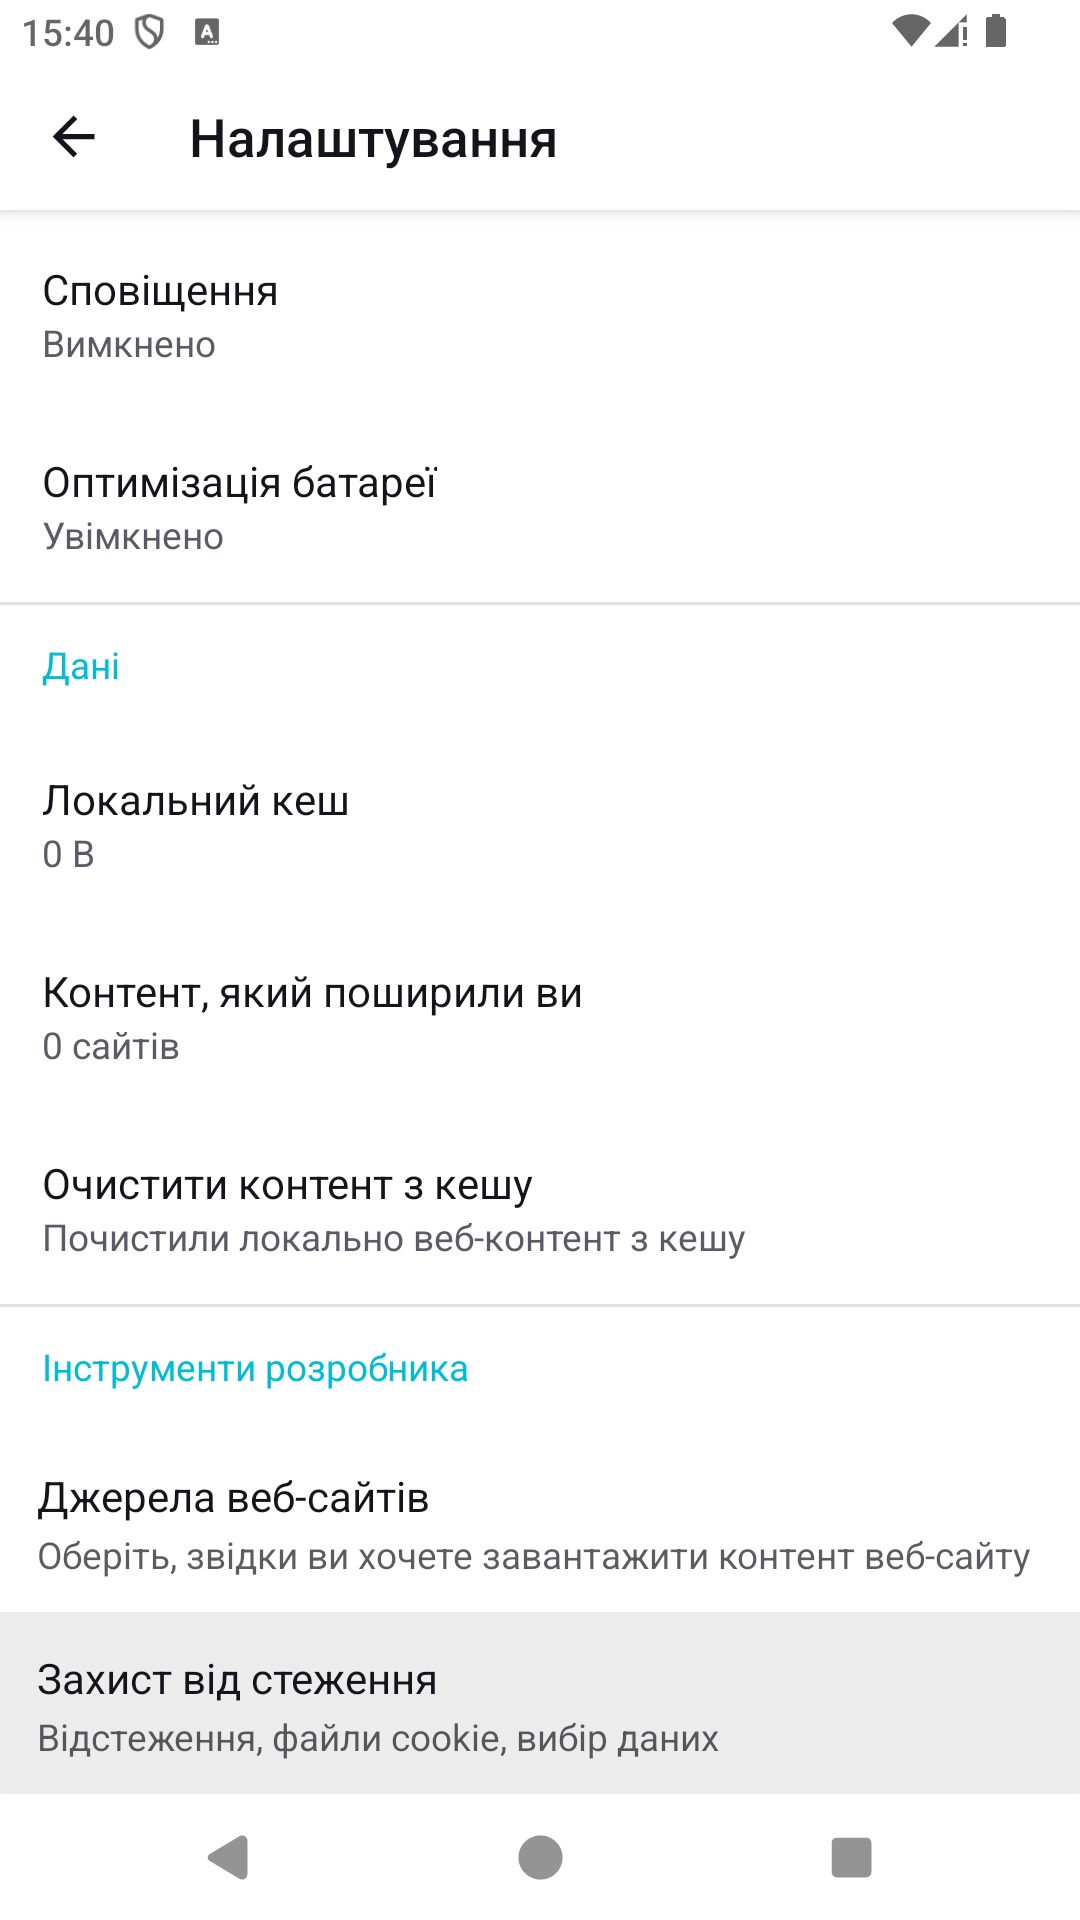 15:40
Налаштування
Сповіщення
Вимкнено
Оптимізація батареї
Увімкнено
Дані
Локальний кеш
0 B
Контент, який поширили ви
0 сайтів
Очистити контент з кешу
Почистили локально веб-контент з кешу
Інструменти розробника
Джерела веб-сайтів
Оберіть, звідки ви хочете завантажити контент веб-сайту
Захист від стеження
Відстеження, файли cookie, вибір даних